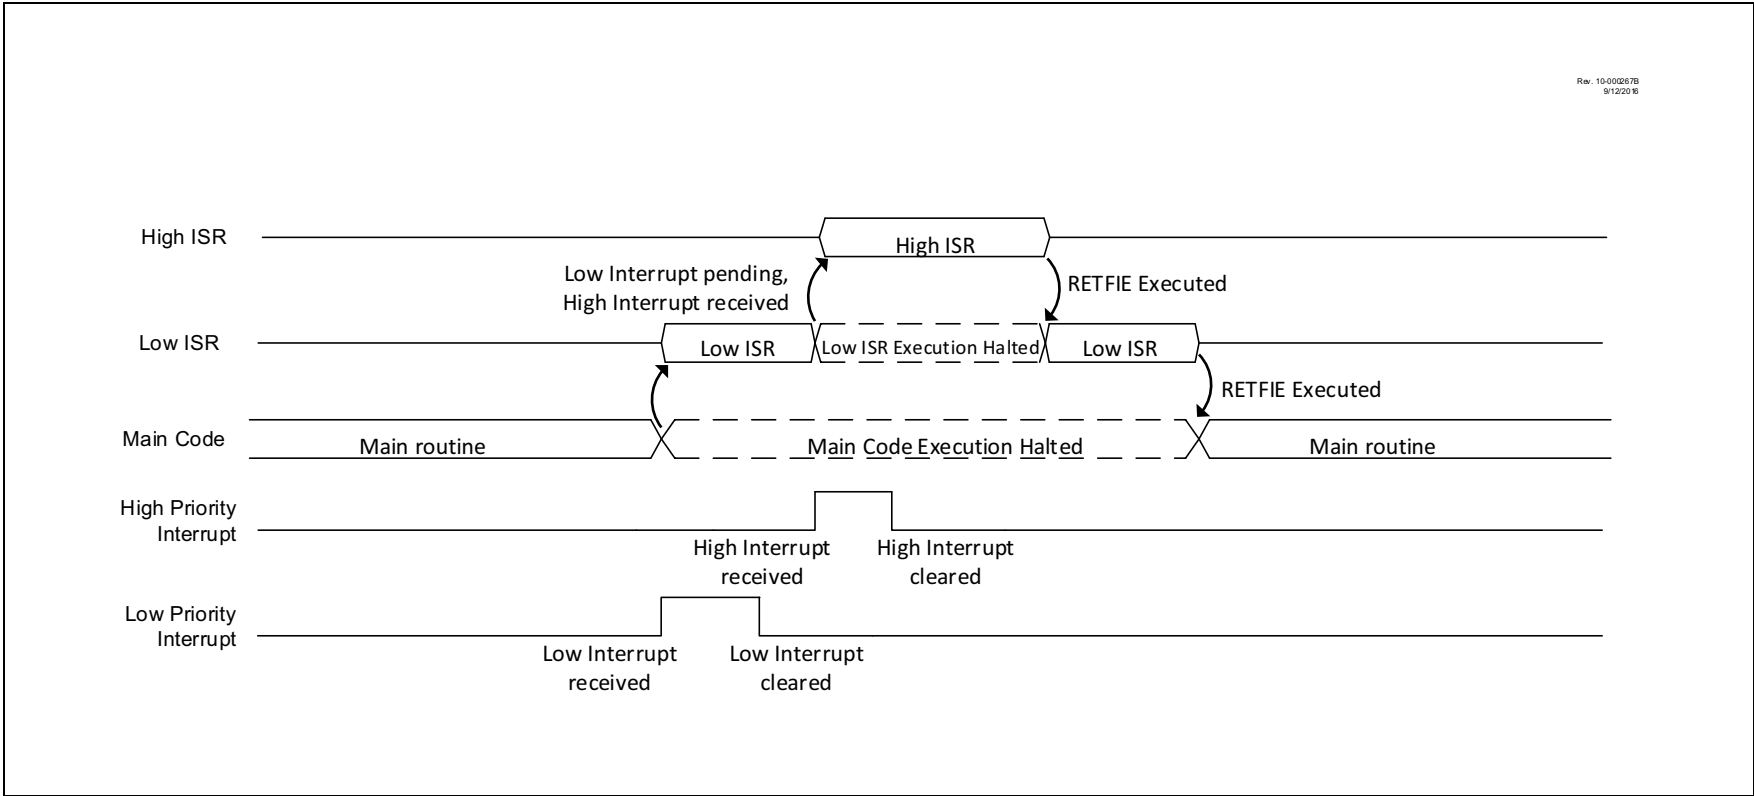 Rev. 10-000267B
9/12/2016
High ISR
High ISR
Low Interrupt pending,
High Interrupt received
RETFIE Executed
Low ISR
Low ISR
Low ISR Execution Halted
Low ISR
RETFIE Executed
Main Code
Main routine
Main Code Execution Halted
Main routine
High Priority
Interrupt
High Interrupt
received
High Interrupt
cleared
Low Priority
Interrupt
Low Interrupt
received
Low Interrupt
cleared